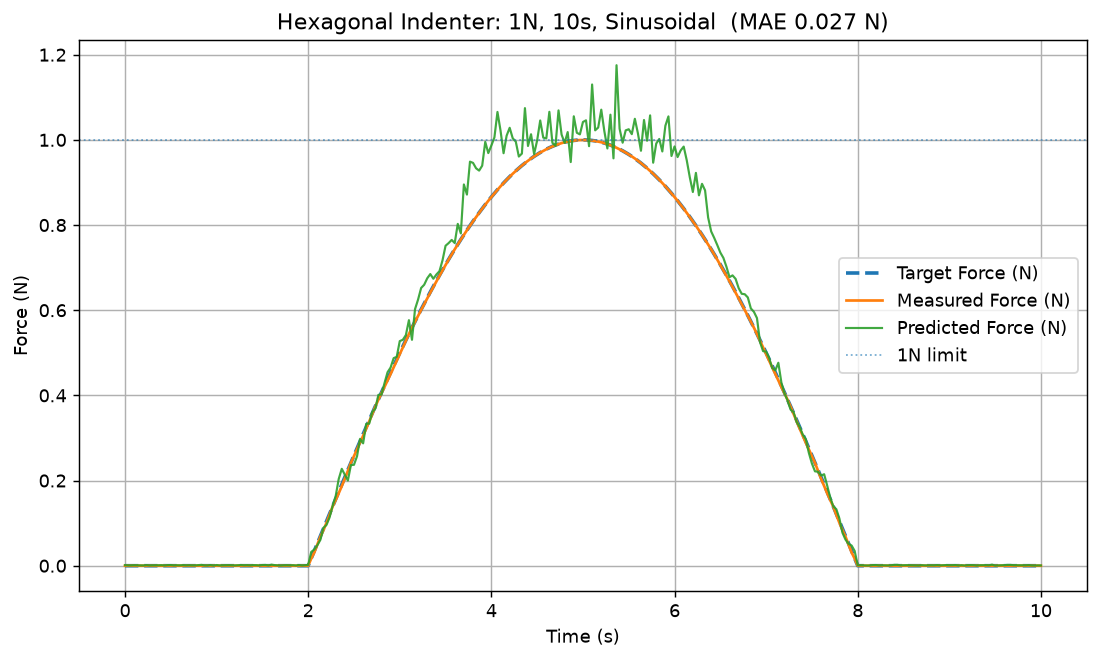 Hexagonal Indenter: 1N, 10s, Sinusoidal  (MAE 0.027 N)
1.2
1.0
0.8
0.6
0.4
0.2
0.0
Force (N)
Target Force (N)
Measured Force (N)
Predicted Force (N)
1N limit
0 2 4 6 8 10
Time (s)